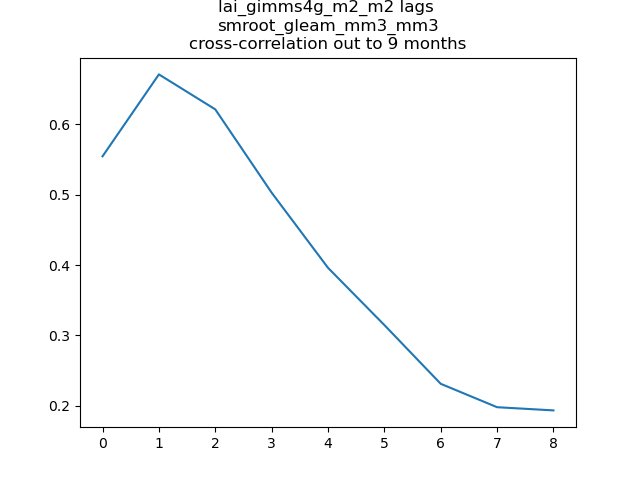 lai_gimms4g_m2_m2 lags
smroot_gleam_mm3_mm3
cross-correlation out to 9 months
0.6
0.5
0.4
0.3
0.2
0 1 2 3 4 5 6 7 8